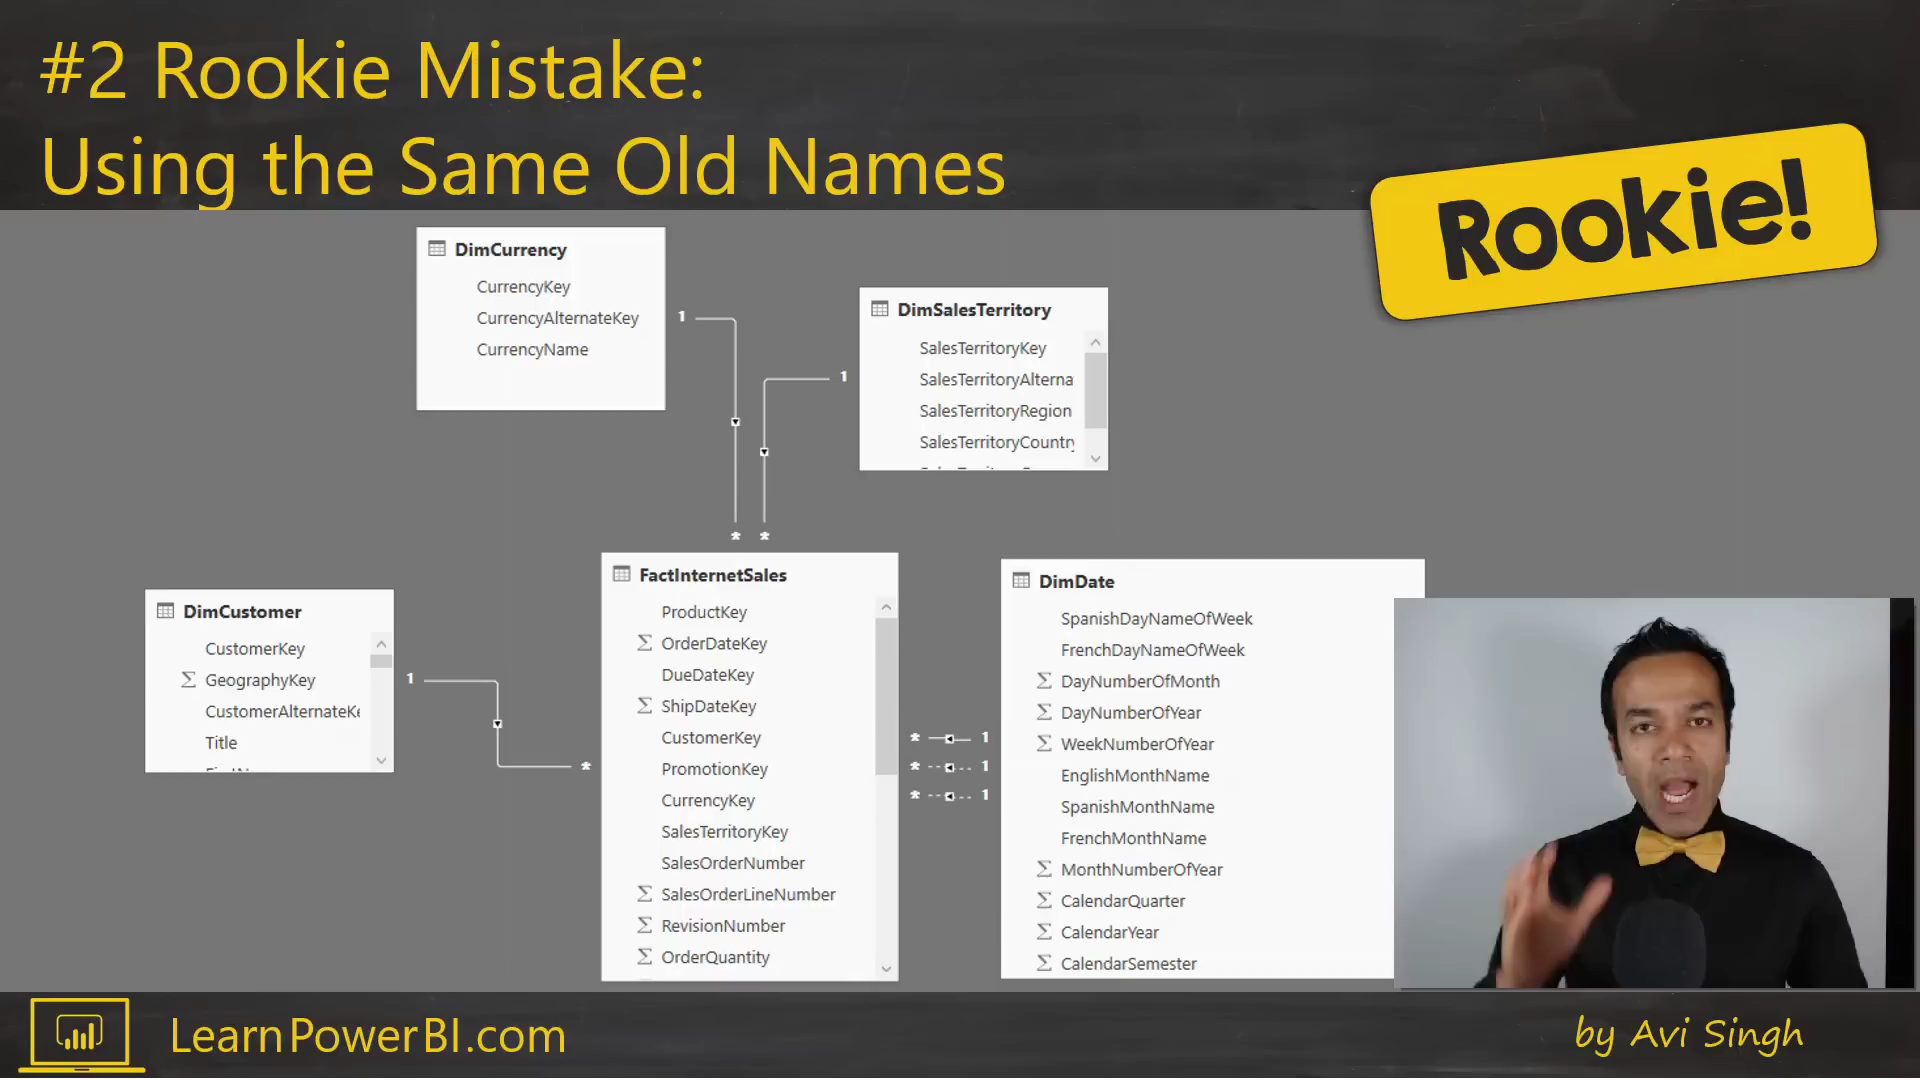 #2 Rookie Mistake:
Using the Same Old Names
Rookie!
DimCurrency
CurrencyKey
CurrencyAlternateKey
CurrencyName
1
DimSalesTerritory
SalesTerritoryKey
SalesTerritoryAlterna
SalesTerritoryRegion
SalesTerritoryCountry
1
* *
DimCustomer
CustomerKey
Σ GeographyKey
CustomerAlternateKe
Title
1
*
FactInternetSales
ProductKey
Σ OrderDateKey
DueDateKey
Σ ShipDateKey
CustomerKey
PromotionKey
CurrencyKey
SalesTerritoryKey
SalesOrderNumber
Σ SalesOrderLineNumber
Σ RevisionNumber
Σ OrderQuantity
* 1
* 1
* 1
DimDate
SpanishDayNameOfWeek
FrenchDayNameOfWeek
Σ DayNumberOfMonth
Σ DayNumberOfYear
Σ WeekNumberOfYear
EnglishMonthName
SpanishMonthName
FrenchMonthName
Σ MonthNumberOfYear
Σ CalendarQuarter
Σ CalendarYear
Σ CalendarSemester
LearnPowerBI.com
by Avi Singh